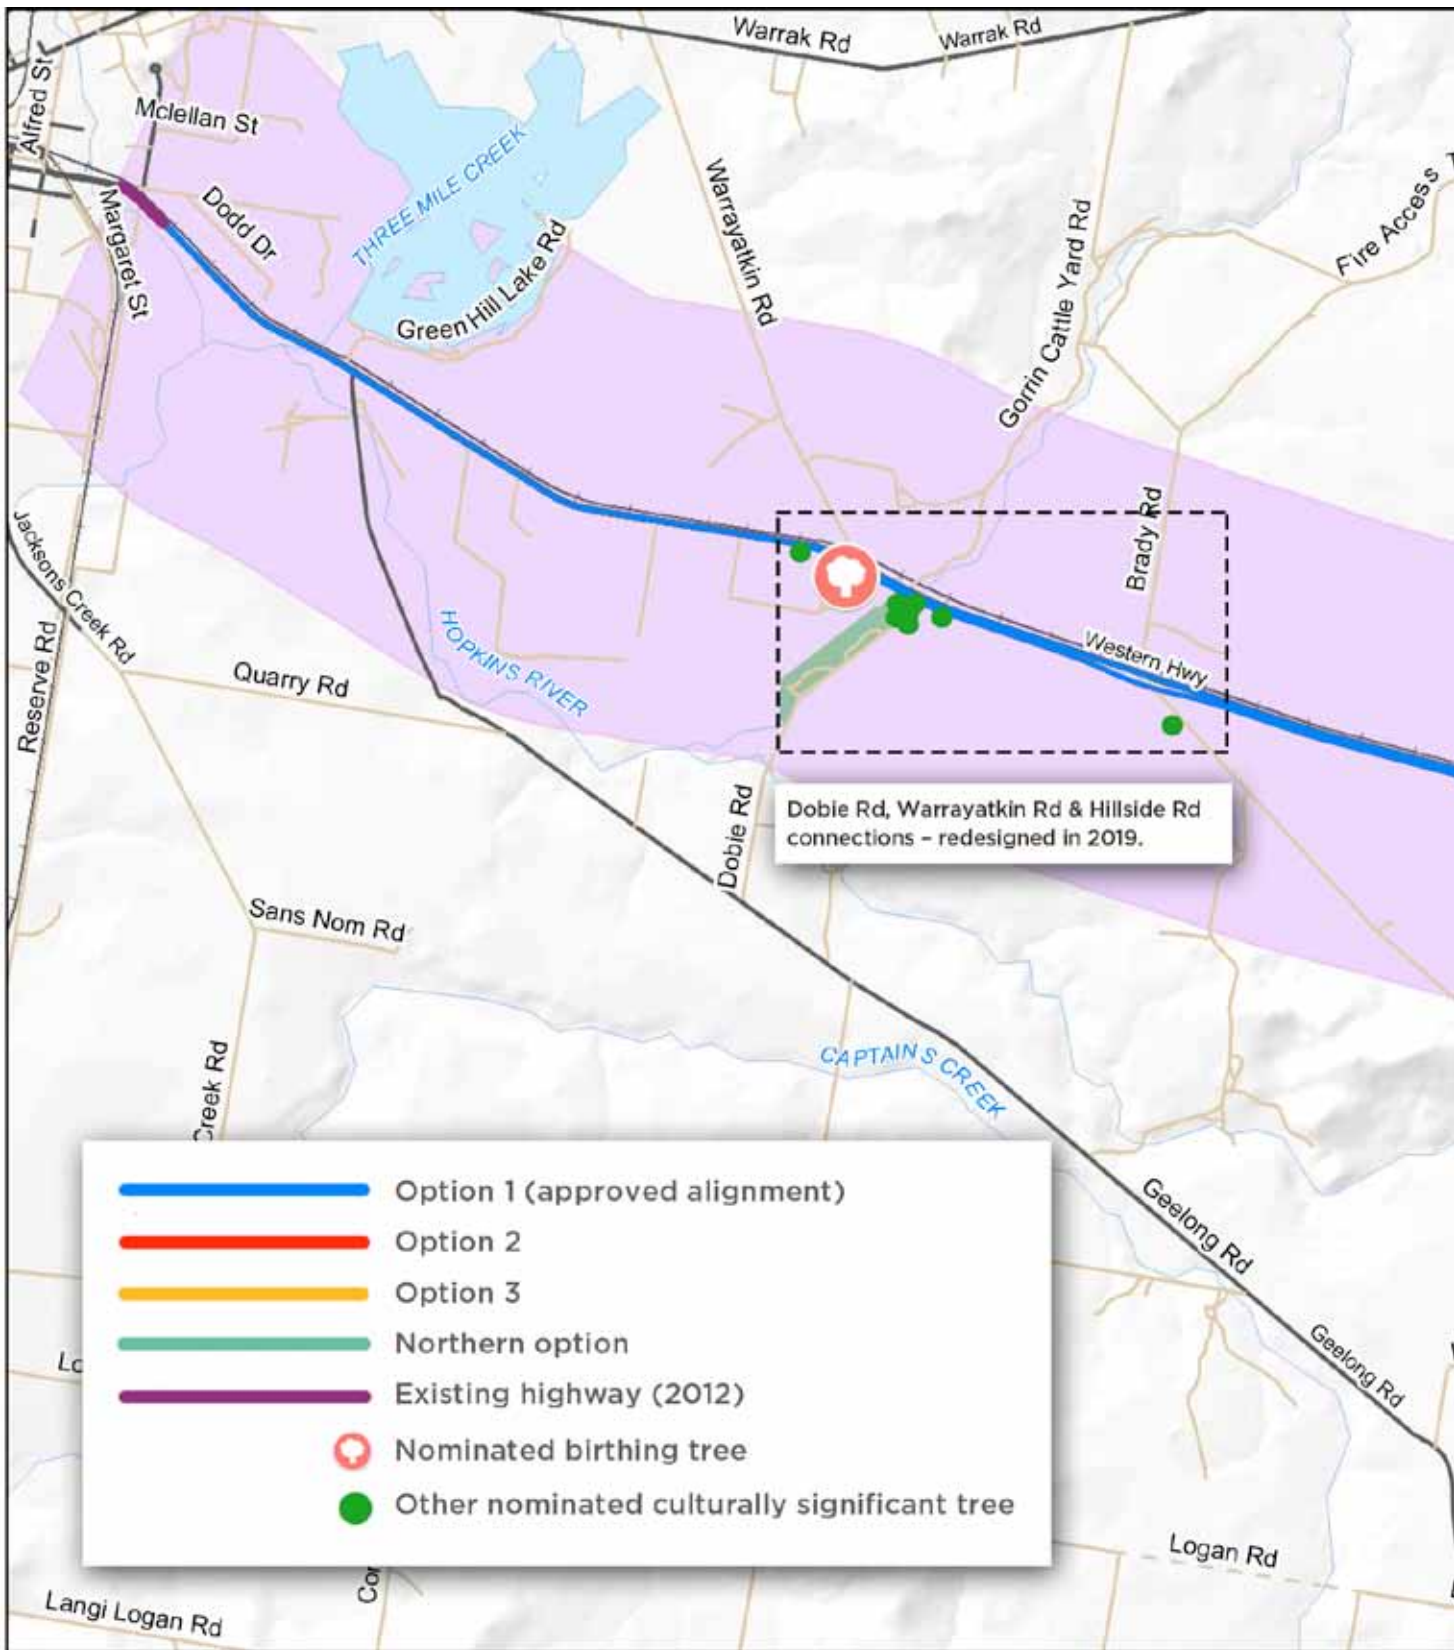 Warrak Rd
Warrak Rd
Alfred St
Mclellan St
THREE MILE CREEK
Warrayatkin Rd
Fire Access
Dodd Dr
Margaret St
Green Hill Lake Rd
Gorrin Cattle Yard Rd
Brady Rd
Jacksons Creek Rd
HOPKINS RIVER
Western Hwy
Reserve Rd
Quarry Rd
Dobie Rd
Dobie Rd, Warrayatkin Rd & Hillside Rd
connections – redesigned in 2019.
Sans Nom Rd
Creek Rd
CAPTAIN S CREEK
Option 1 (approved alignment)
Option 2
Option 3
Northern option
Existing highway (2012)
Nominated birthing tree
Other nominated culturally significant tree
Geelong Rd
Geelong Rd
Logan Rd
Langi Logan Rd